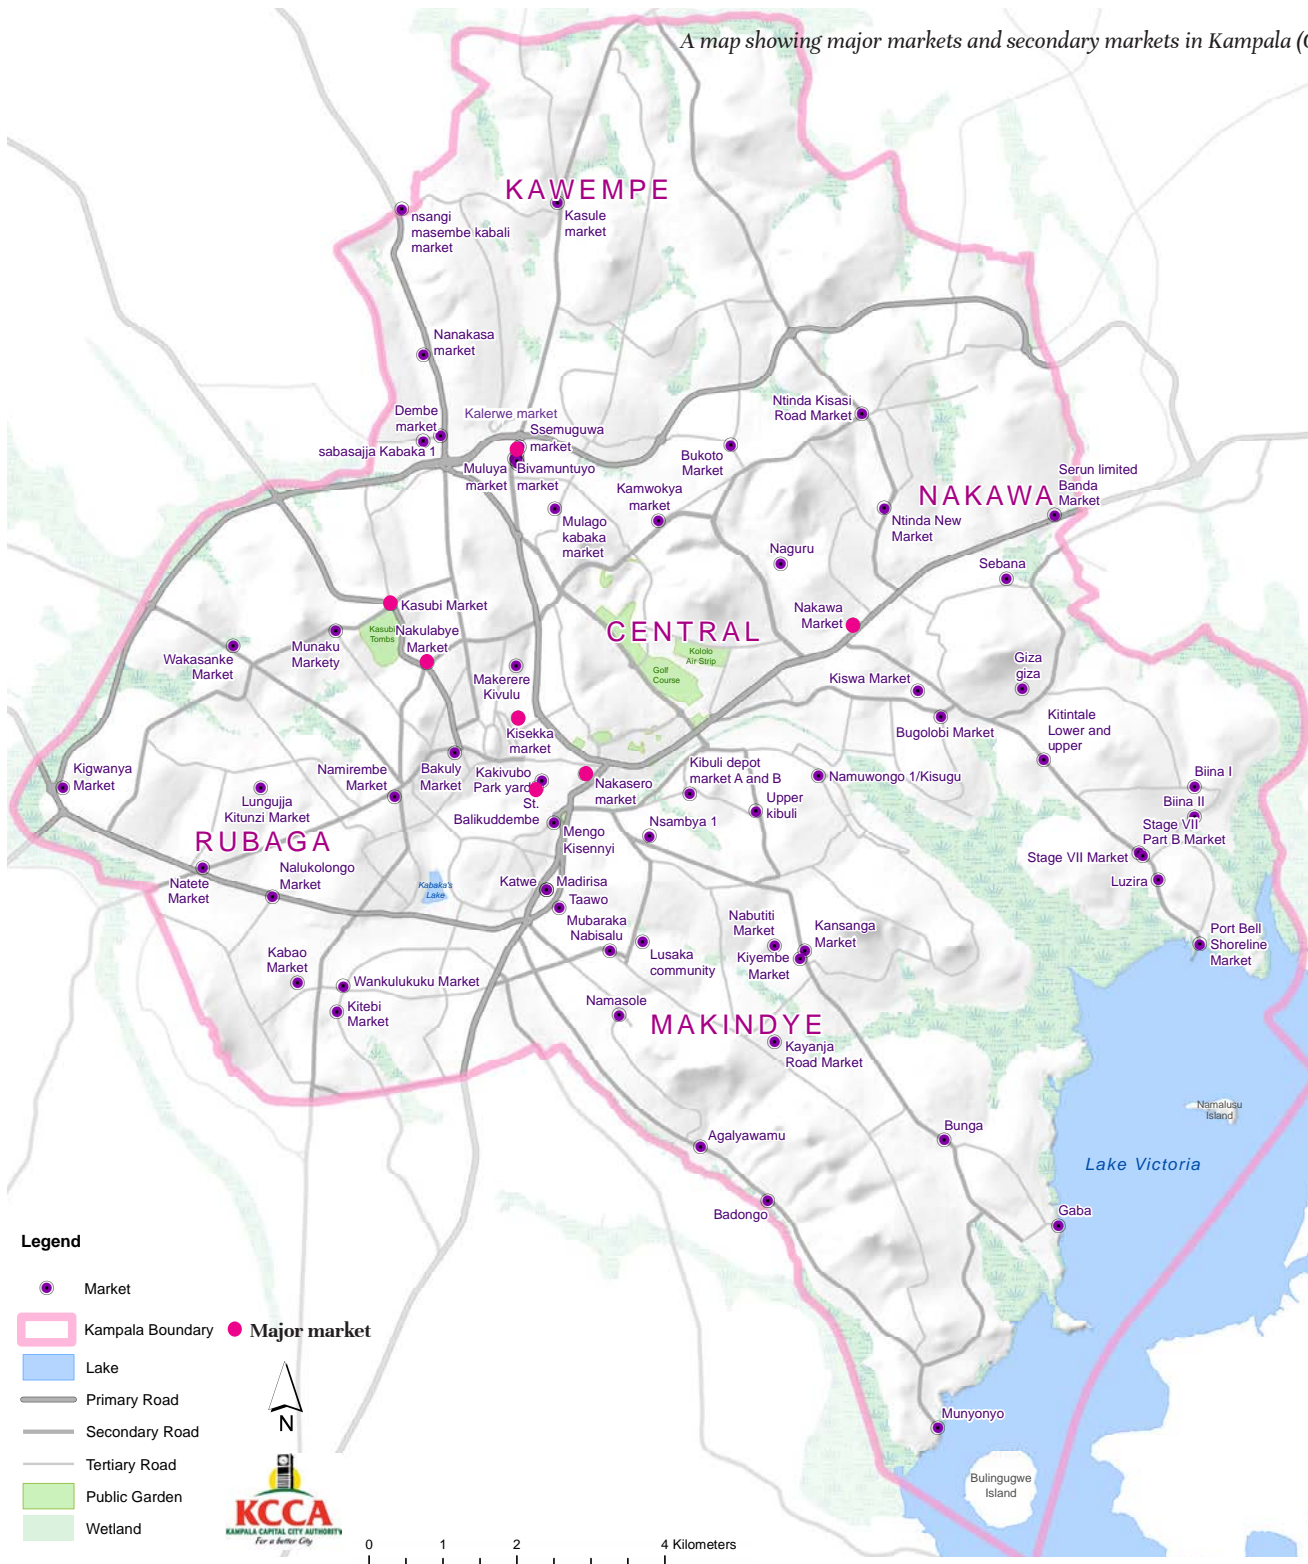 A map showing major markets and secondary markets in Kampala (
KAWEMPE
nsangi
masembe kabali
market
Kasule
market
Nanakasa
market
Dembe
market
sabasajja Kabaka 1
Kalerwe market
Ssemuguwa
market
Muluya
market
Bivamuntuyo
market
Ntinda Kisasi
Road Market
Bukoto
Market
Kamwokya
market
Mulago
kabaka
market
NAKAWA
Serun limited
Banda
Market
Ntinda New
Market
Naguru
Sebana
Kasubi Market
Kasubi
Tombs
Nakulabye
Market
Munaku
Markety
Wakasanke
Market
CENTRAL
Nakawa
Market
Kololo
Air Strip
Golf
Course
Makerere
Kivulu
Kiswa Market
Giza
giza
Bugolobi Market
Kitintale
Lower and
upper
Kisekka
market
Bakuly
Market
Kigwanya
Market
Lungujja
Kitunzi Market
Namirembe
Market
Kakivubo
Park yard
St.
Balikuddembe
Nakasero
market
Kibuli depot
market A and B
Namuwongo 1/Kisugu
Upper
kibuli
Biina I
Biina II
Stage VII
Part B Market
Stage VII Market
Luzira
RUBAGA
Mengo
Kisennyi
Nsambya 1
Natete
Market
Nalukolongo
Market
Kabaka's
Lake
Katwe
Madirisa
Taawo
Mubaraka
Nabisalu
Lusaka
community
Nabutiti
Market
Kansanga
Market
Kiyembe
Market
Port Bell
Shoreline
Market
Kabao
Market
Wankulukuku Market
Kitebi
Market
Namasole
MAKINDYE
Kayanja
Road Market
Namalusu
Island
Agalyawamu
Bunga
Lake Victoria
Badongo
Gaba
Munyonyo
Bulingugwe
Island
Legend
Market
Kampala Boundary
Major market
Lake
Primary Road
Secondary Road
Tertiary Road
Public Garden
Wetland
N
KCCA
KAMPALA CAPITAL CITY AUTHORITY
For a better City
0 1 2 4 Kilometers